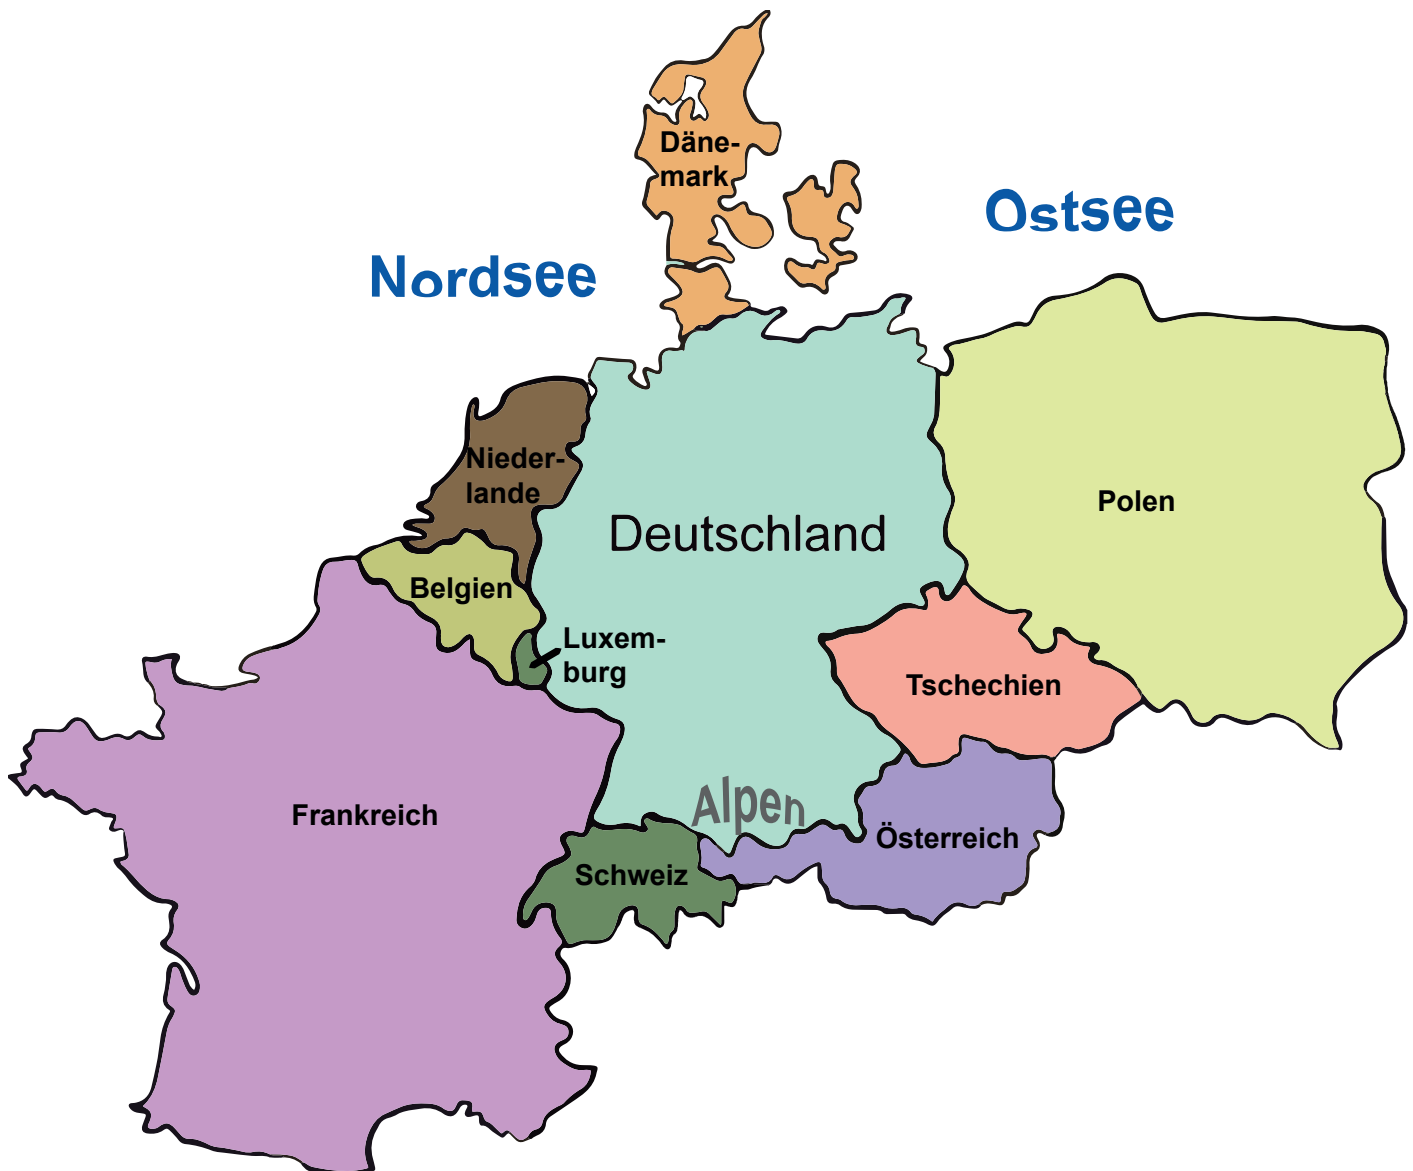 Däne-
mark
Ostsee
Nordsee
Nieder-
lande
Polen
Deutschland
Belgien
Luxem-
burg
Tschechien
Alpen
Frankreich
Österreich
Schweiz